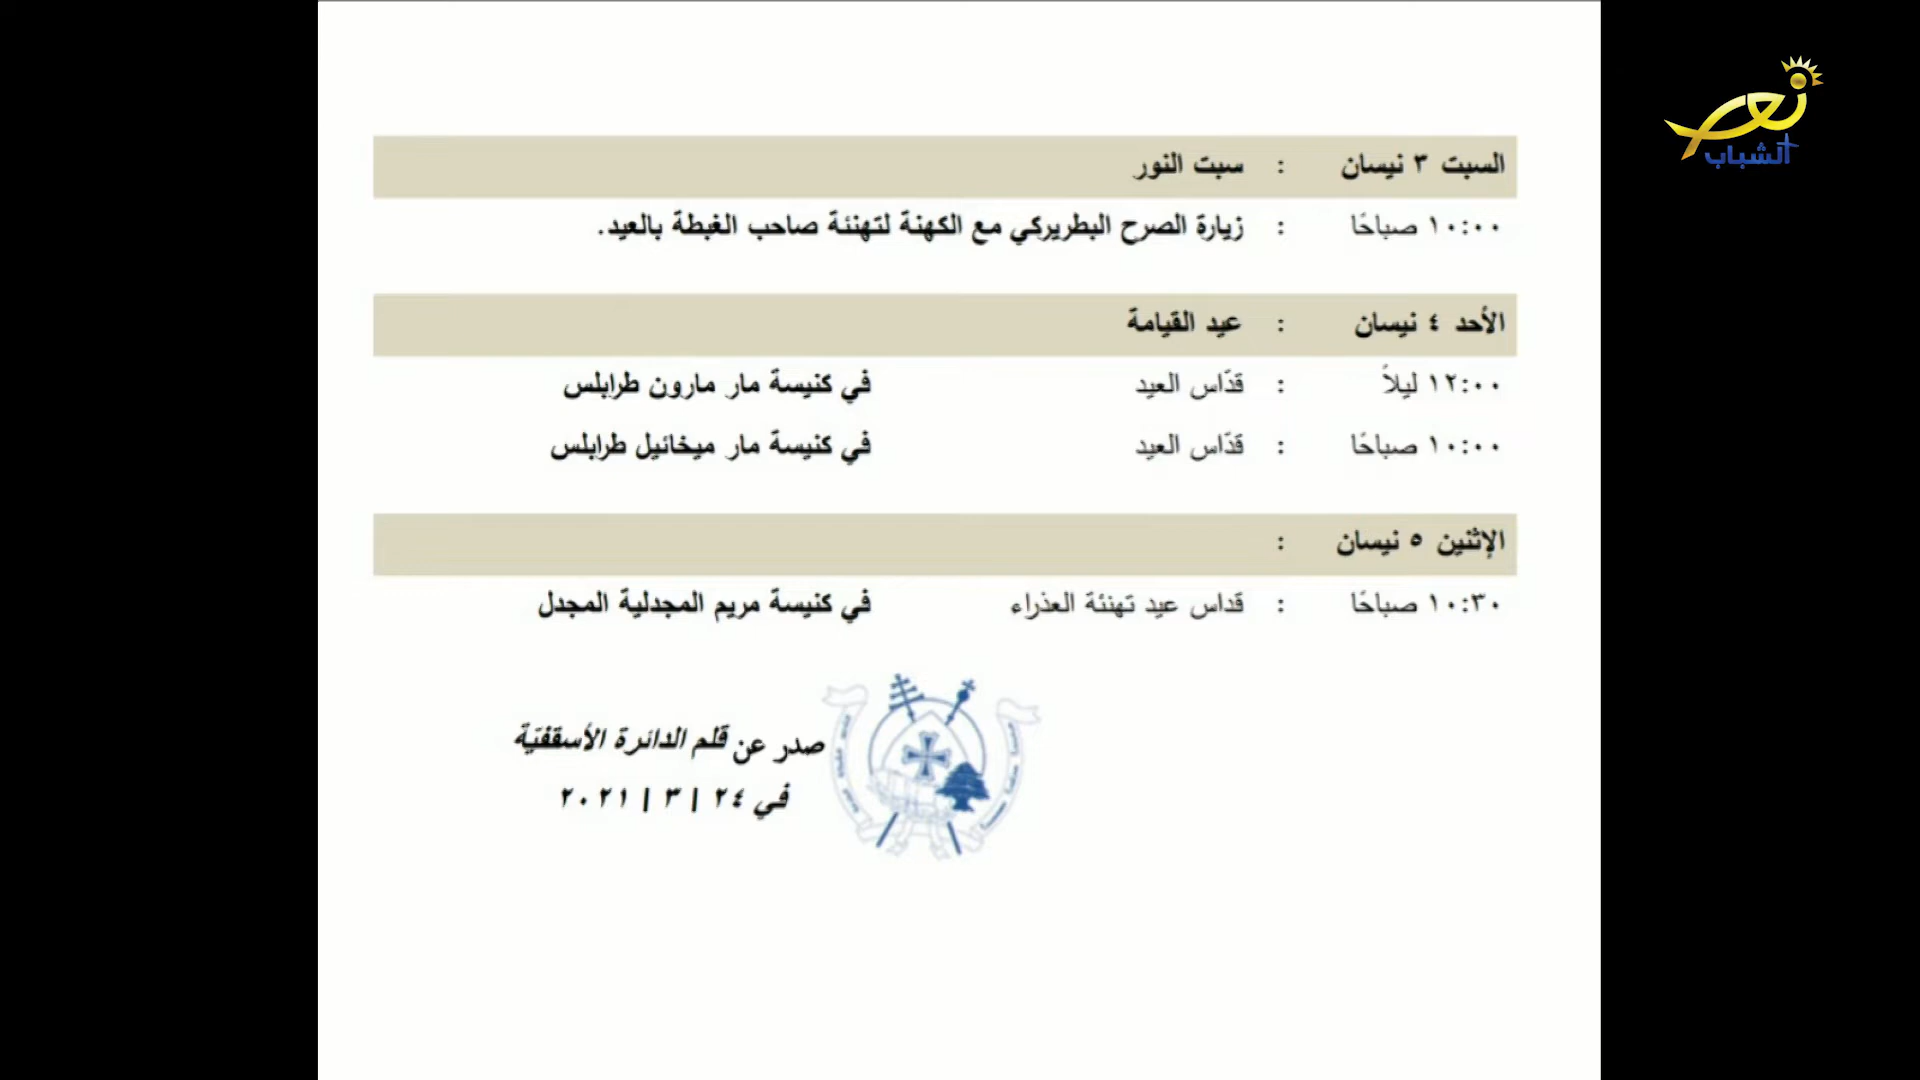 السبت ٣ نيسان : سبت النور
١٠:٠٠ صباحًا : زيارة الصرح البطريركي مع الكهنة لتهنئة صاحب الغبطة بالعيد.
الأحد ٤ نيسان : عيد القيامة
١٢:٠٠ ليلاً : قدّاس العيد في كنيسة مار مارون طرابلس
١٠:٠٠ صباحًا : قدّاس العيد في كنيسة مار ميخائيل طرابلس
الإثنين ٥ نيسان :
١٠:٣٠ صباحًا : قداس عيد تهنئة العذراء في كنيسة مريم المجدلية المجدل
صدر عن قلم الدائرة الأسقفيّة
في ٢٤ | ٣ | ٢٠٢١
الشباب